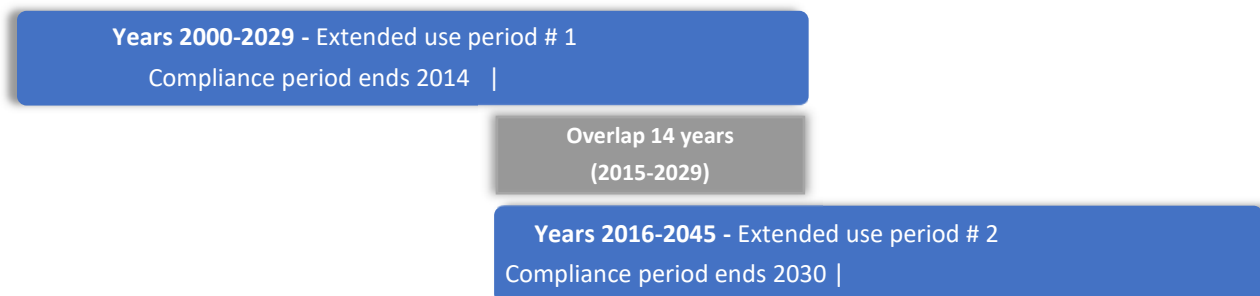 Years 2000-2029 - Extended use period # 1
Compliance period ends 2014 |
Overlap 14 years
(2015-2029)
Years 2016-2045 - Extended use period # 2
Compliance period ends 2030 |